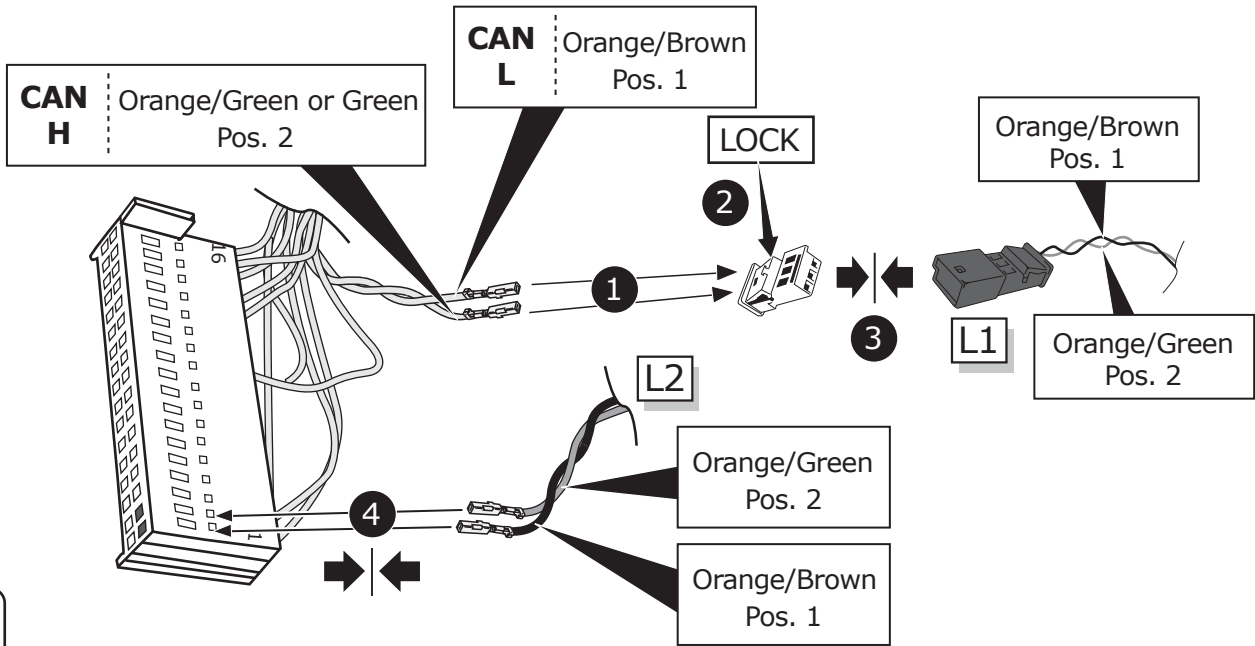 CAN
L
Orange/Brown
Pos. 1
CAN
H
Orange/Green or Green
Pos. 2
LOCK
2
Orange/Brown
Pos. 1
16
1
3
L1
Orange/Green
Pos. 2
L2
Orange/Green
Pos. 2
4
1
Orange/Brown
Pos. 1